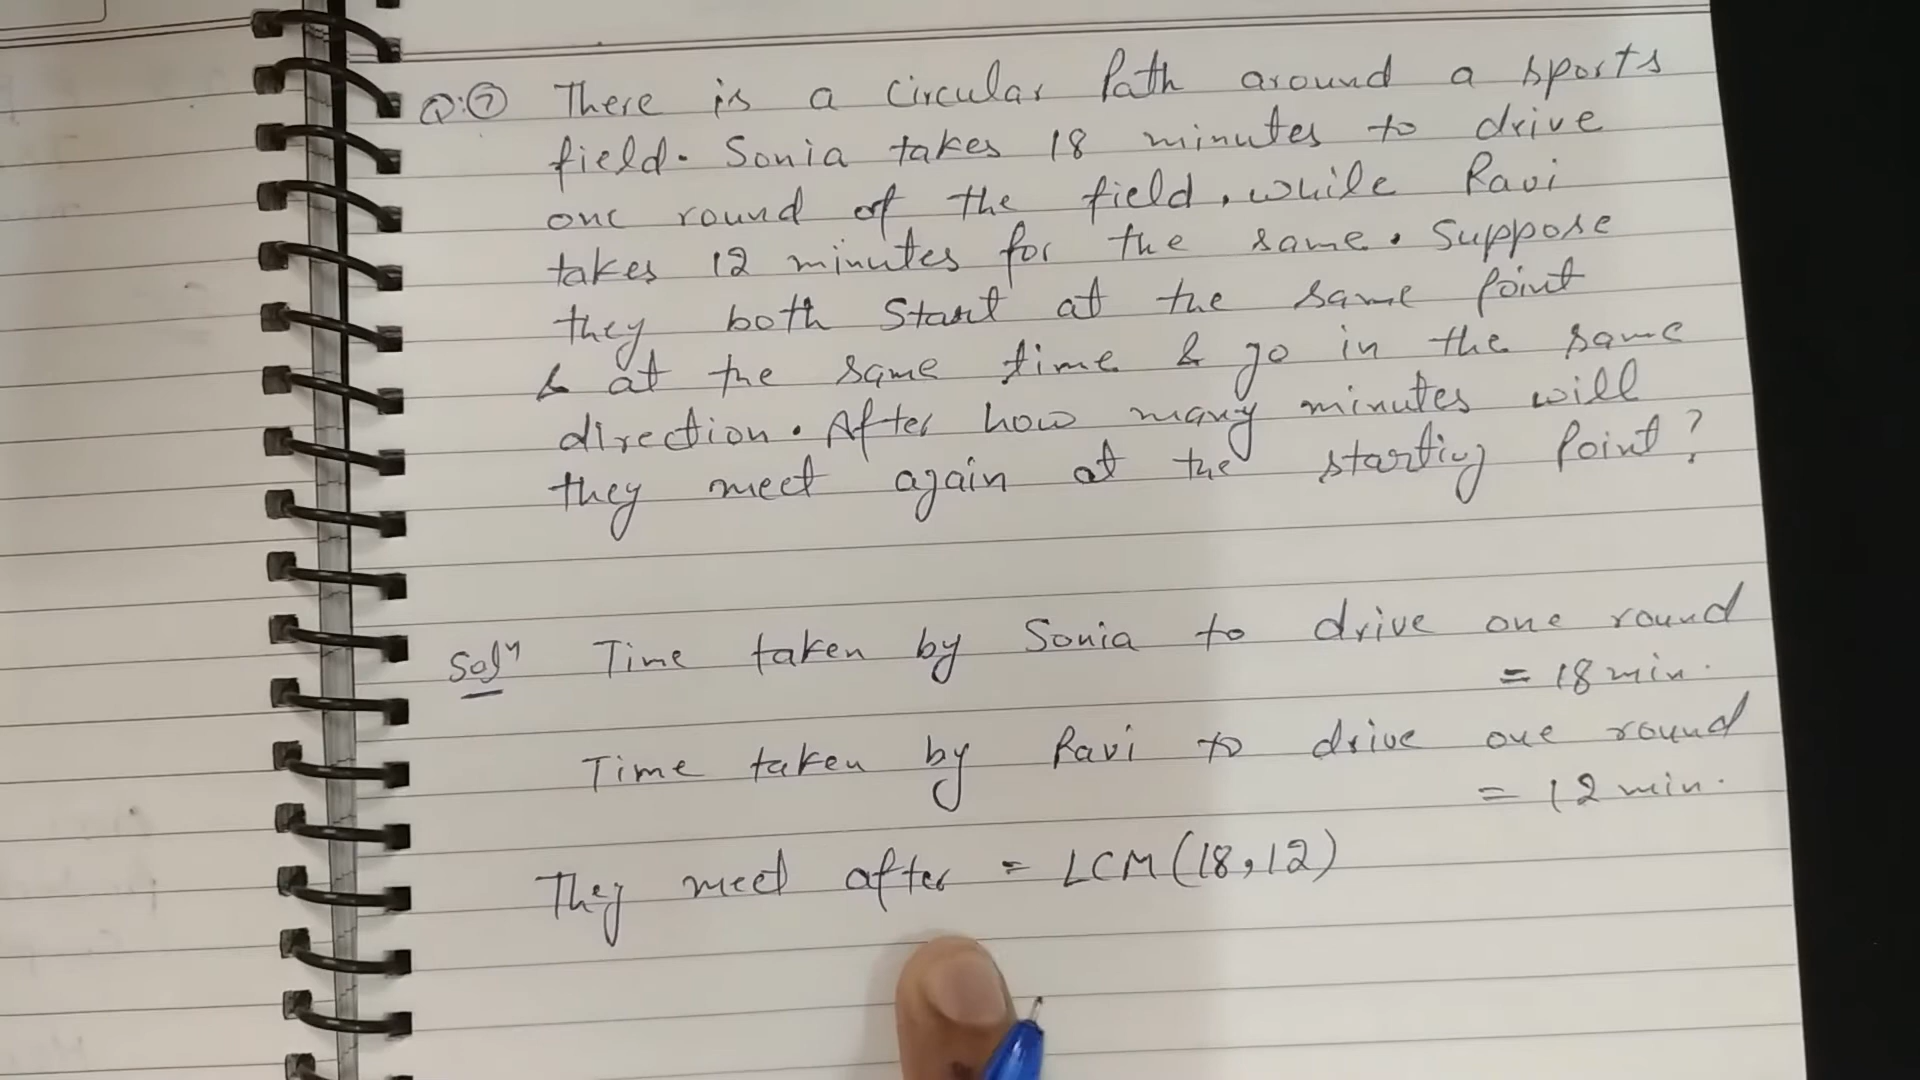 Q.⑦ There is a circular Path around a sports
field. Sonia takes 18 minutes to drive
one round of the field, while Ravi
takes 12 minutes for the same. Suppose
they both Start at the same Point
& at the same time & go in the same
direction. After how many minutes will
they meet again at the starting Point?
Solⁿ Time taken by Sonia to drive one round
= 18 min.
Time taken by Ravi to drive one round
= 12 min.
They meet after = LCM(18,12)